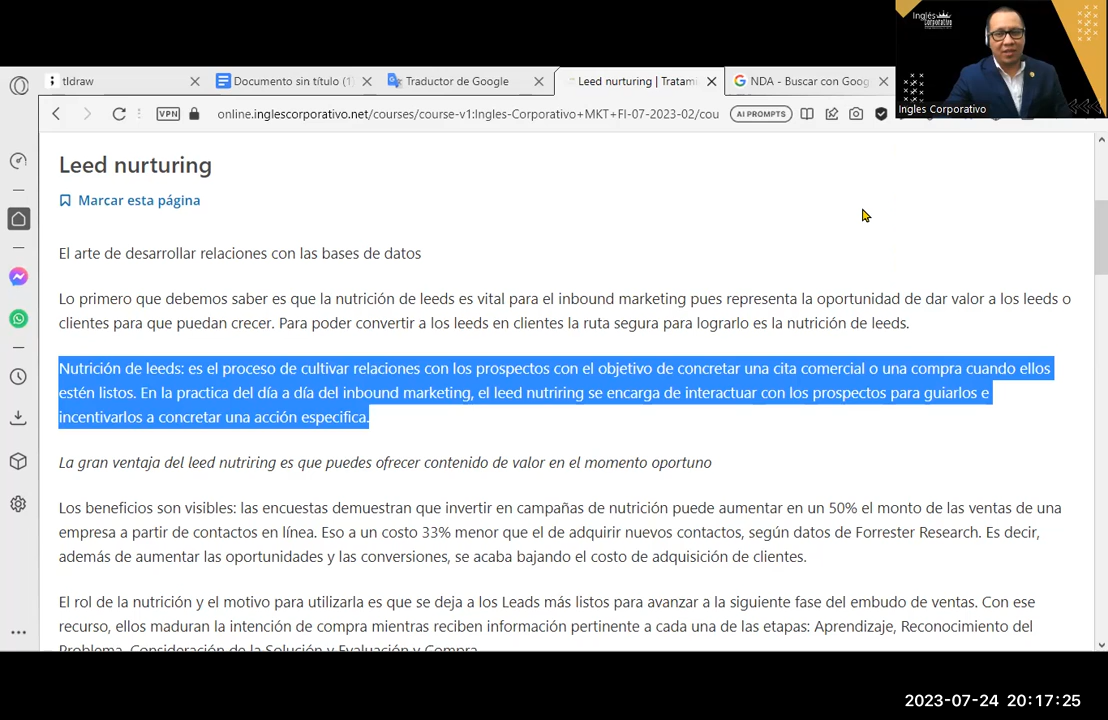 Inglés
Corporativo
Ingles Corporativo
tldraw
Documento sin título (1)
Traductor de Google
Leed nurturing | Tratami
NDA - Buscar con Goog
VPN
online.inglescorporativo.net/courses/course-v1:Ingles-Corporativo+MKT+FI-07-2023-02/cou
AI PROMPTS
Leed nurturing
Marcar esta página
El arte de desarrollar relaciones con las bases de datos
Lo primero que debemos saber es que la nutrición de leeds es vital para el inbound marketing pues representa la oportunidad de dar valor a los leeds o
clientes para que puedan crecer. Para poder convertir a los leeds en clientes la ruta segura para lograrlo es la nutrición de leeds.
Nutrición de leeds: es el proceso de cultivar relaciones con los prospectos con el objetivo de concretar una cita comercial o una compra cuando ellos
estén listos. En la practica del día a día del inbound marketing, el leed nutriring se encarga de interactuar con los prospectos para guiarlos e
incentivarlos a concretar una acción especifica.
La gran ventaja del leed nutriring es que puedes ofrecer contenido de valor en el momento oportuno
Los beneficios son visibles: las encuestas demuestran que invertir en campañas de nutrición puede aumentar en un 50% el monto de las ventas de una
empresa a partir de contactos en línea. Eso a un costo 33% menor que el de adquirir nuevos contactos, según datos de Forrester Research. Es decir,
además de aumentar las oportunidades y las conversiones, se acaba bajando el costo de adquisición de clientes.
El rol de la nutrición y el motivo para utilizarla es que se deja a los Leads más listos para avanzar a la siguiente fase del embudo de ventas. Con ese
recurso, ellos maduran la intención de compra mientras reciben información pertinente a cada una de las etapas: Aprendizaje, Reconocimiento del
Problema, Consideración de la Solución y Evaluación y Compra.
2023-07-24 20:17:25